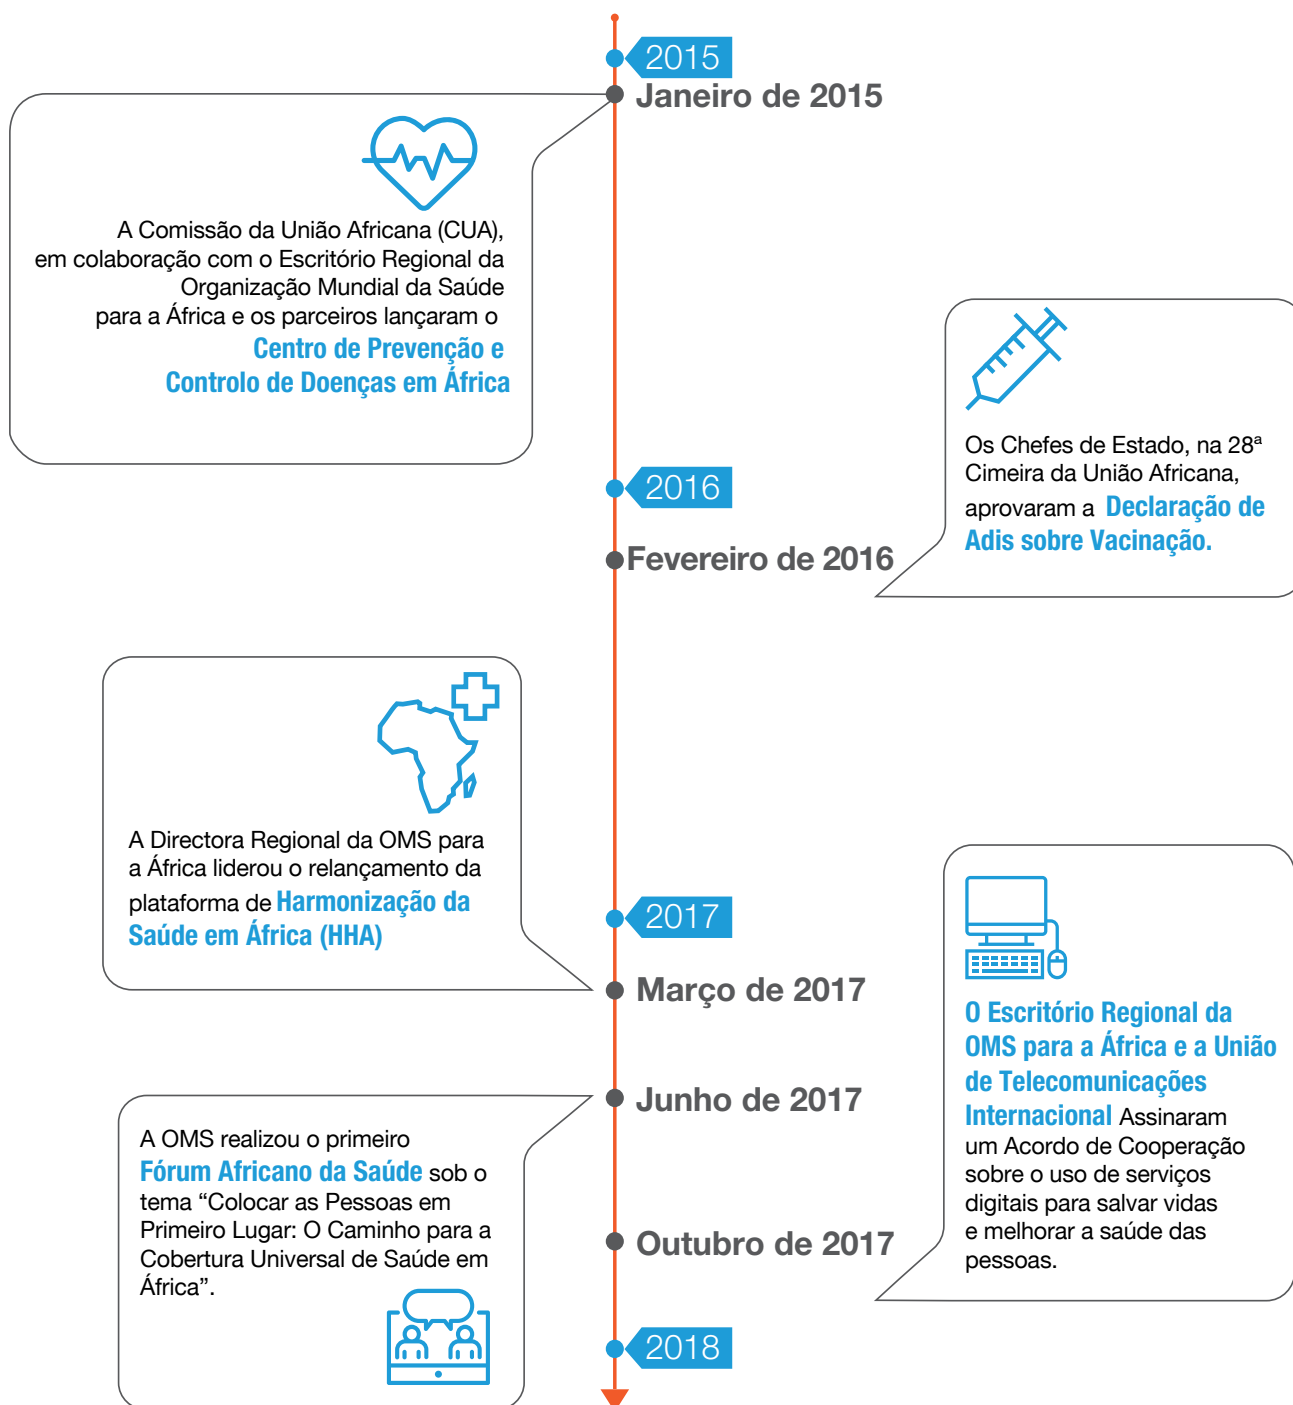 2015
Janeiro de 2015
A Comissão da União Africana (CUA),
em colaboração com o Escritório Regional da
Organização Mundial da Saúde
para a África e os parceiros lançaram o
Centro de Prevenção e
Controlo de Doenças em África
2016
Fevereiro de 2016
Os Chefes de Estado, na 28ª
Cimeira da União Africana,
aprovaram a Declaração de
Adis sobre Vacinação.
A Directora Regional da OMS para
a África liderou o relançamento da
plataforma de Harmonização da
Saúde em África (HHA)
2017
Março de 2017
Junho de 2017
A OMS realizou o primeiro
Fórum Africano da Saúde sob o
tema “Colocar as Pessoas em
Primeiro Lugar: O Caminho para a
Cobertura Universal de Saúde em
África”.
Outubro de 2017
O Escritório Regional da
OMS para a África e a União
de Telecomunicações
Internacional Assinaram
um Acordo de Cooperação
sobre o uso de serviços
digitais para salvar vidas
e melhorar a saúde das
pessoas.
2018